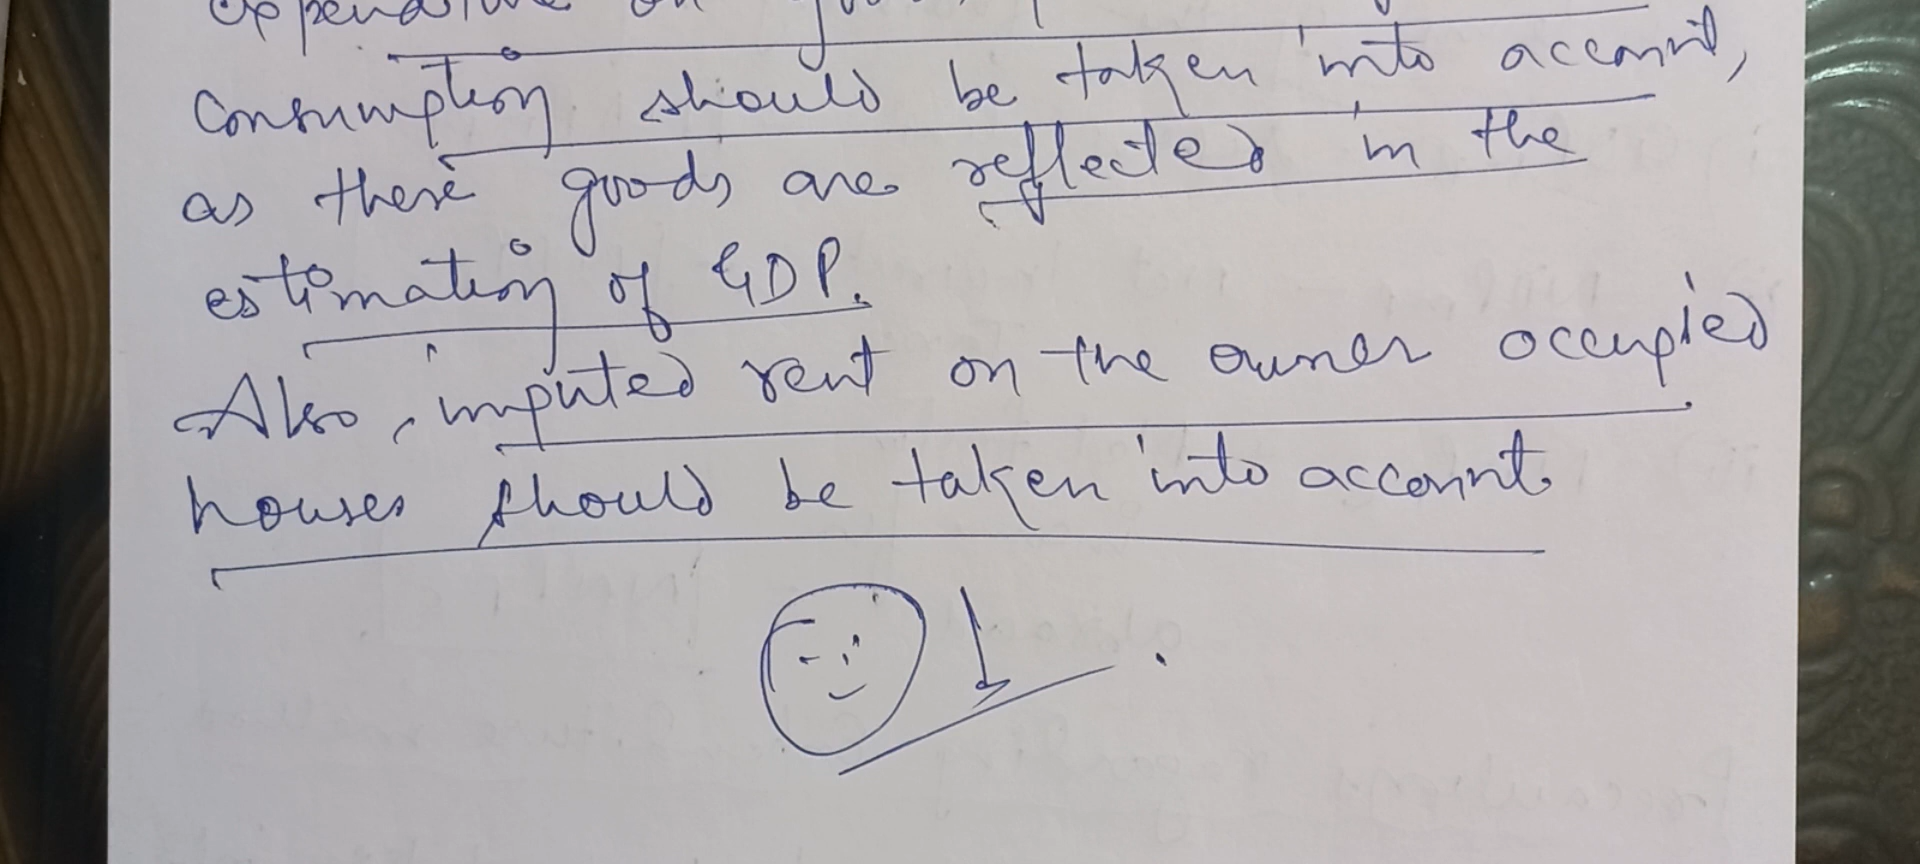 on
consumption should be taken into account,
as these goods are reflected in the
estimation of GDP.
Also, imputed rent on the owner occupied
houses should be taken into account.